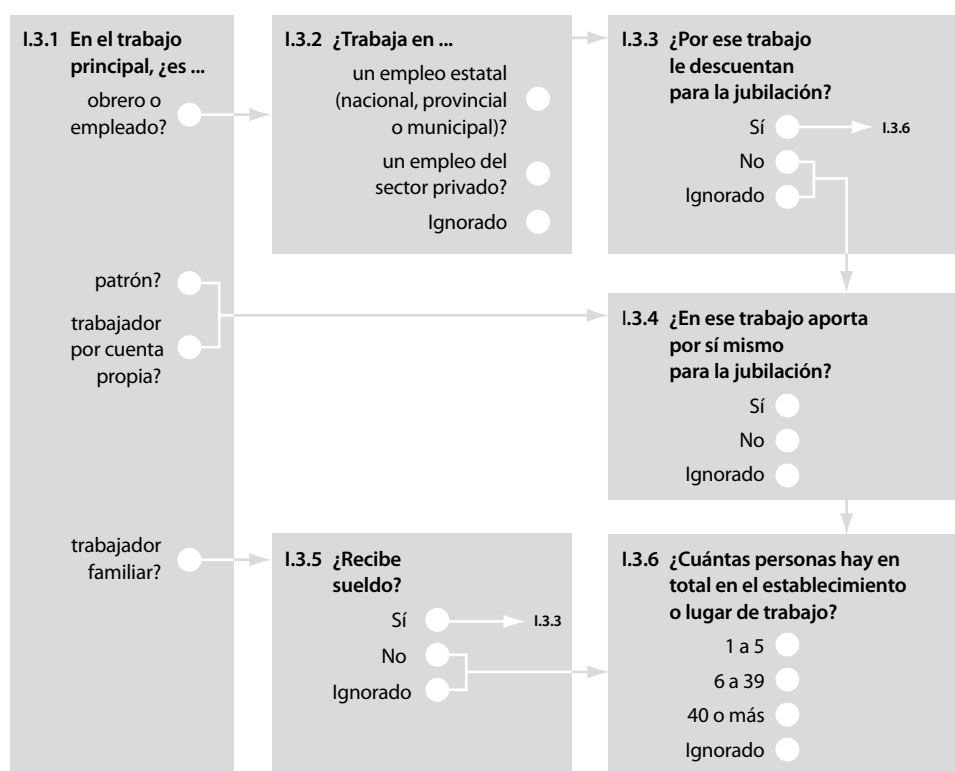 I.3.1 En el trabajo
principal, ¿es ...
obrero o
empleado?
patrón?
trabajador
por cuenta
propia?
trabajador
familiar?
I.3.2 ¿Trabaja en ...
un empleo estatal
(nacional, provincial
o municipal)?
un empleo del
sector privado?
Ignorado
I.3.3 ¿Por ese trabajo
le descuentan
para la jubilación?
Sí I.3.6
No
Ignorado
I.3.4 ¿En ese trabajo aporta
por sí mismo
para la jubilación?
Sí
No
Ignorado
I.3.5 ¿Recibe
sueldo?
Sí I.3.3
No
Ignorado
I.3.6 ¿Cuántas personas hay en
total en el establecimiento
o lugar de trabajo?
1 a 5
6 a 39
40 o más
Ignorado